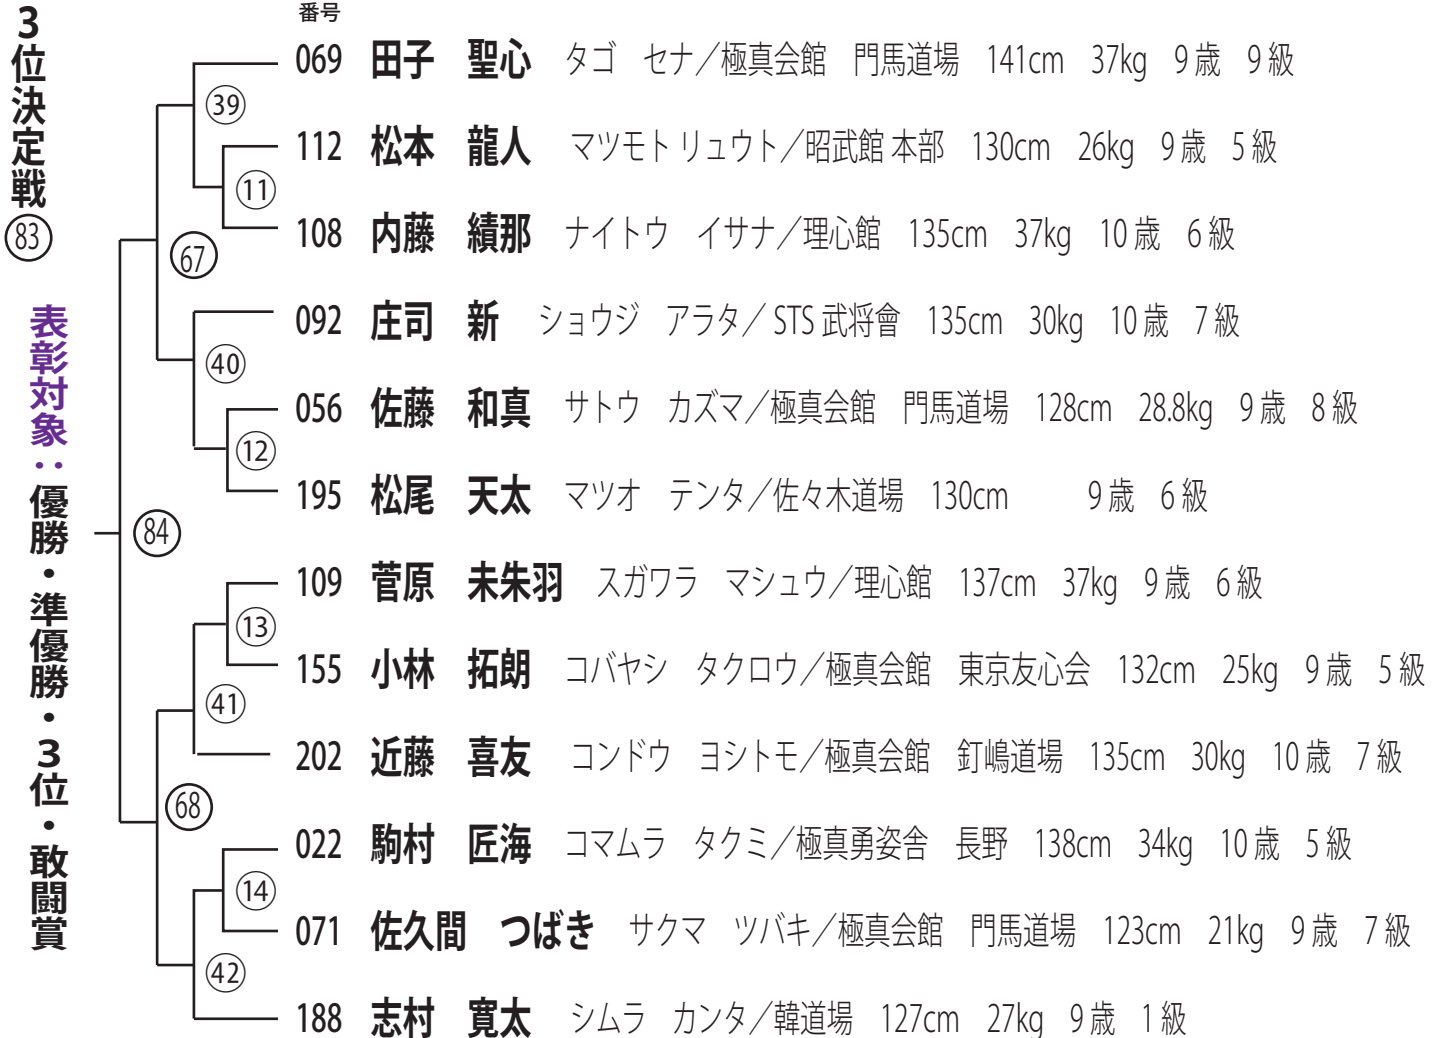 3位決定戦
83
表彰対象：優勝・準優勝・3位・敢闘賞
番号
069 田子 聖心 タゴ セナ／極真会館 門馬道場 141cm 37kg 9歳 9級
39
112 松本 龍人 マツモト リュウト／昭武館 本部 130cm 26kg 9歳 5級
11
108 内藤 績那 ナイトウ イサナ／理心館 135cm 37kg 10歳 6級
67
092 庄司 新 ショウジ アラタ／STS武将會 135cm 30kg 10歳 7級
40
056 佐藤 和真 サトウ カズマ／極真会館 門馬道場 128cm 28.8kg 9歳 8級
12
195 松尾 天太 マツオ テンタ／佐々木道場 130cm 9歳 6級
84
109 菅原 未朱羽 スガワラ マシュウ／理心館 137cm 37kg 9歳 6級
13
155 小林 拓朗 コバヤシ タクロウ／極真会館 東京友心会 132cm 25kg 9歳 5級
41
202 近藤 喜友 コンドウ ヨシトモ／極真会館 釘嶋道場 135cm 30kg 10歳 7級
68
022 駒村 匠海 コマムラ タクミ／極真勇姿舎 長野 138cm 34kg 10歳 5級
14
071 佐久間 つばき サクマ ツバキ／極真会館 門馬道場 123cm 21kg 9歳 7級
42
188 志村 寛太 シムラ カンタ／韓道場 127cm 27kg 9歳 1級